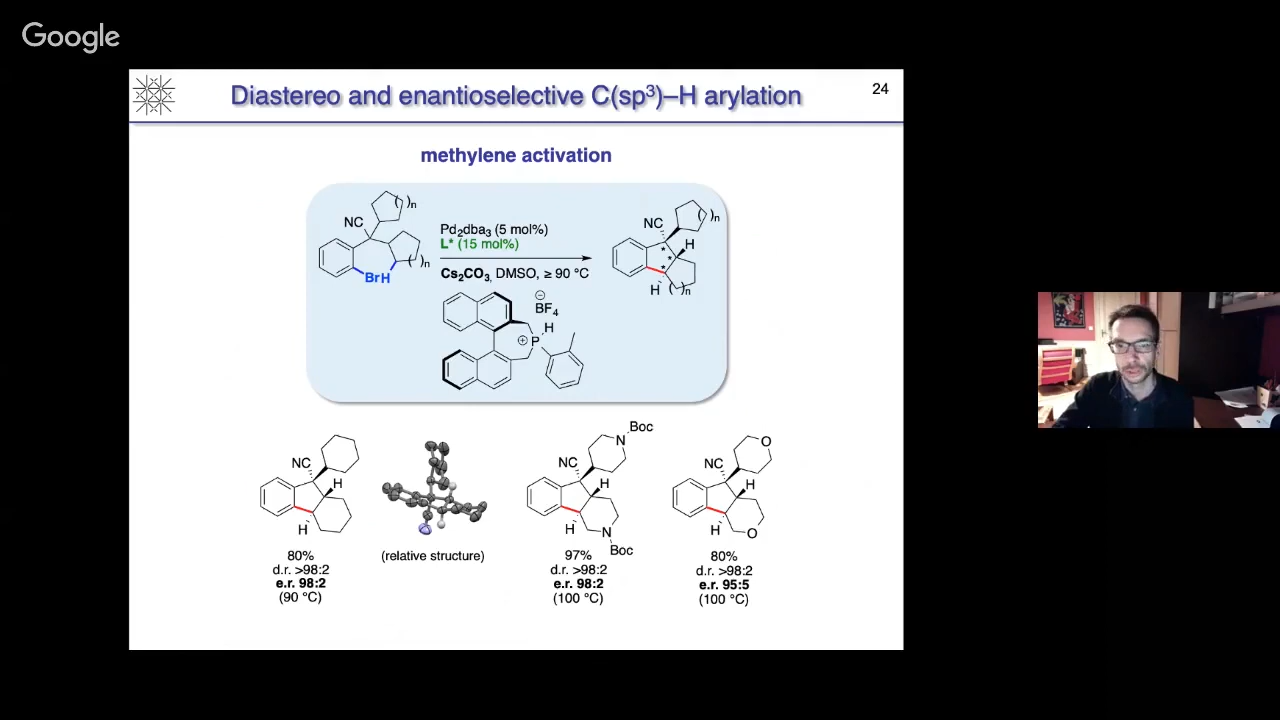 Google
Diastereo and enantioselective C(sp³)–H arylation
24
methylene activation
NC
( )n
( )n
BrH
Pd₂dba₃ (5 mol%)
L* (15 mol%)
Cs₂CO₃, DMSO, ≥ 90 °C
⊖
BF₄
H
⊕ P
NC
( )n
H
* * *
H ( )n
NC
H
H
80%
d.r. >98:2
e.r. 98:2
(90 °C)
(relative structure)
Boc
N
NC
H
H
N
Boc
97%
d.r. >98:2
e.r. 98:2
(100 °C)
O
NC
H
H
O
80%
d.r. >98:2
e.r. 95:5
(100 °C)